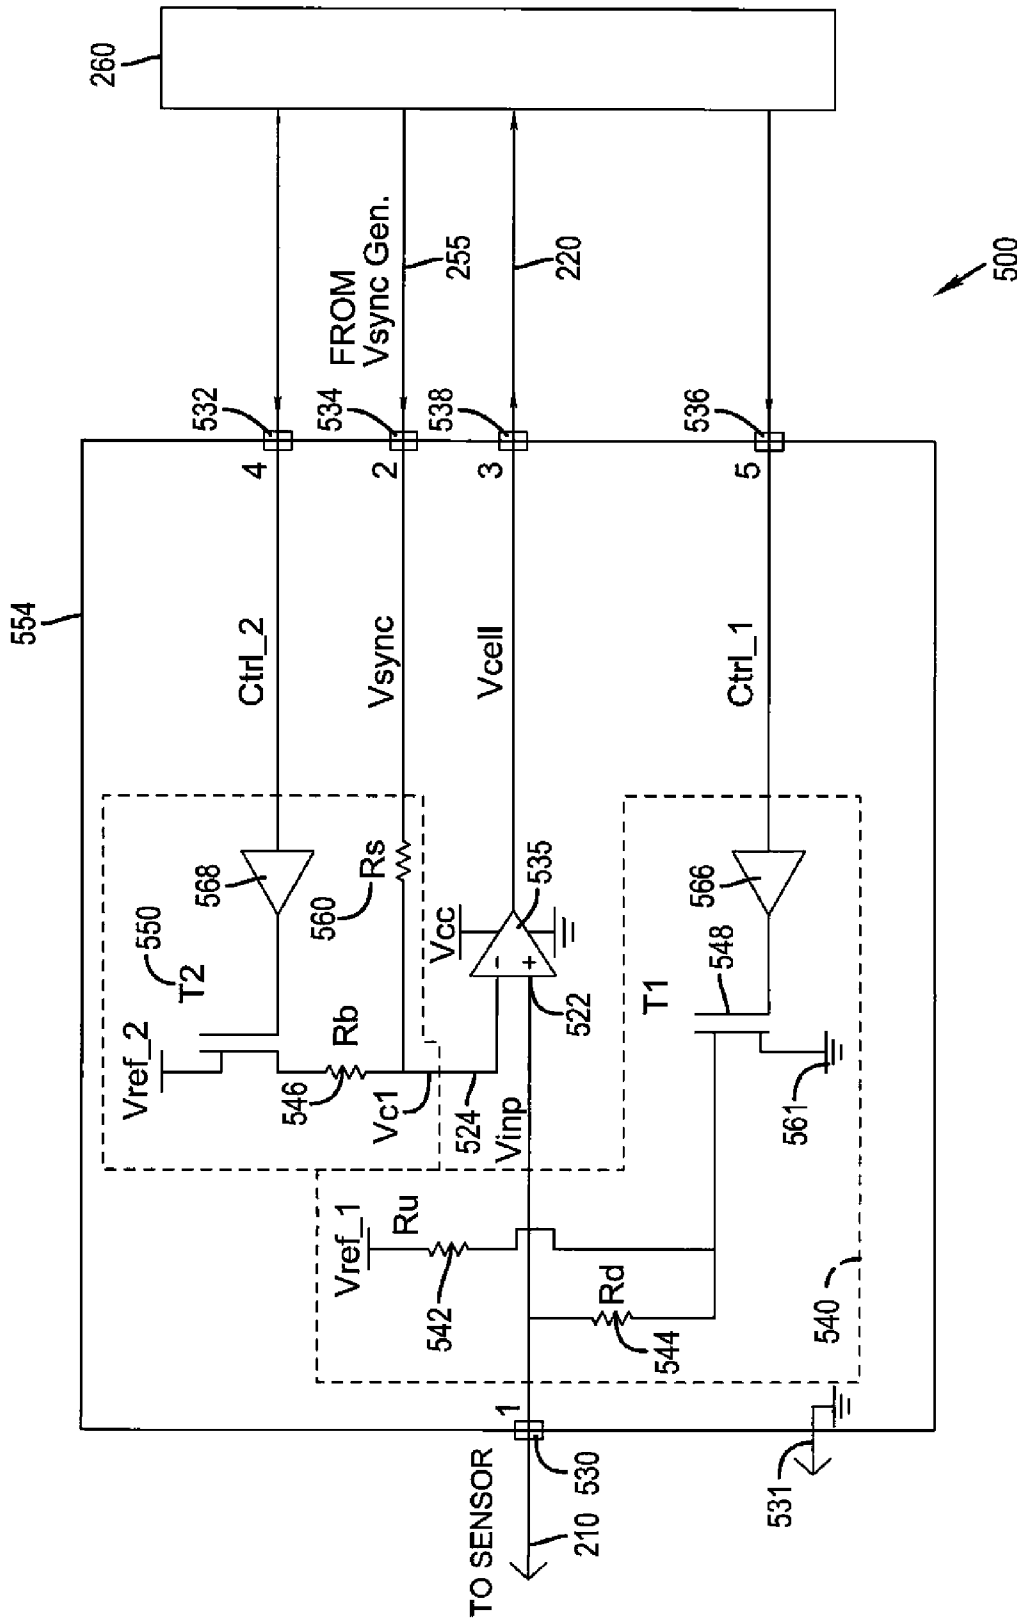 260
554
532
534
538
536
4
2
3
5
FROM
Vsync Gen.
255
220
500
Ctrl_2
Vsync
Vcell
Ctrl_1
568
550
T2
Vref_2
Rb
546
560
Rs
Vcc
535
-
+
522
Vc1
524
Vinp
566
548
T1
561
Vref_1
Ru
542
Rd
544
540
1
530
531
TO SENSOR
210